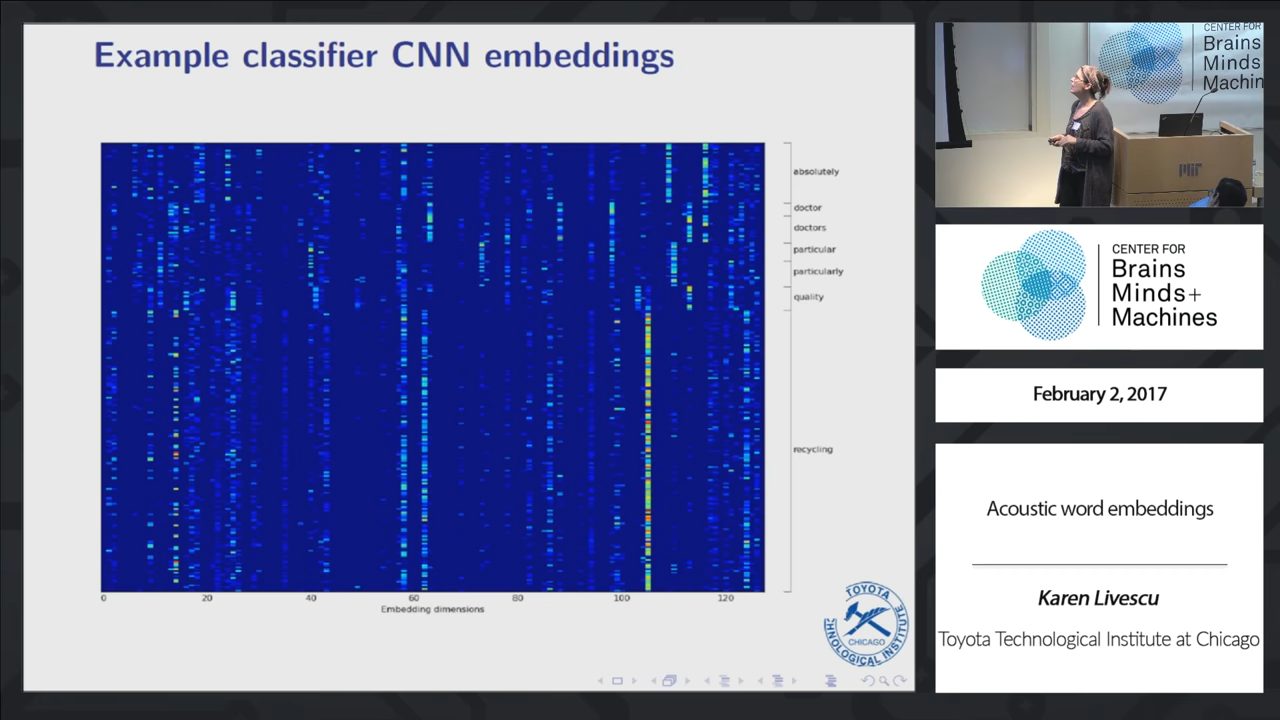 Example classifier CNN embeddings
absolutely
doctor
doctors
particular
particularly
quality
recycling
0 20 40 60 80 100 120
Embedding dimensions
TOYOTA
CHNOLOGICAL INSTITUTE
CHICAGO
CENTER FOR
Brains
Minds
Machin
MIT
CENTER FOR
Brains
Minds+
Machines
February 2, 2017
Acoustic word embeddings
Karen Livescu
Toyota Technological Institute at Chicago